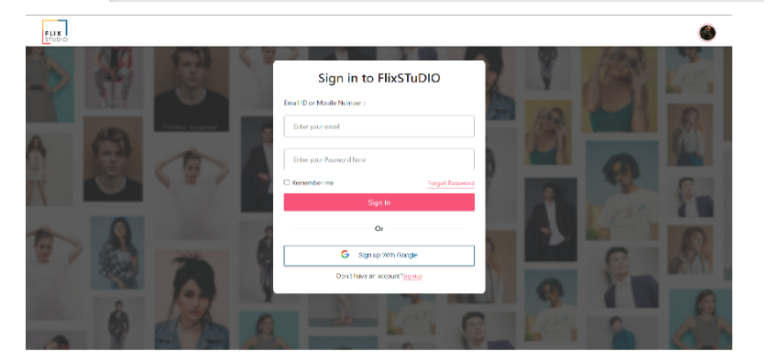 FLIX
STUDIO
Sign in to FlixSTuDIO
Email ID or Mobile Number :
Enter your email
Enter your Password here
Remember me
Forgot Password
Sign In
Or
Sign up With Google
Don't have an account?Signup